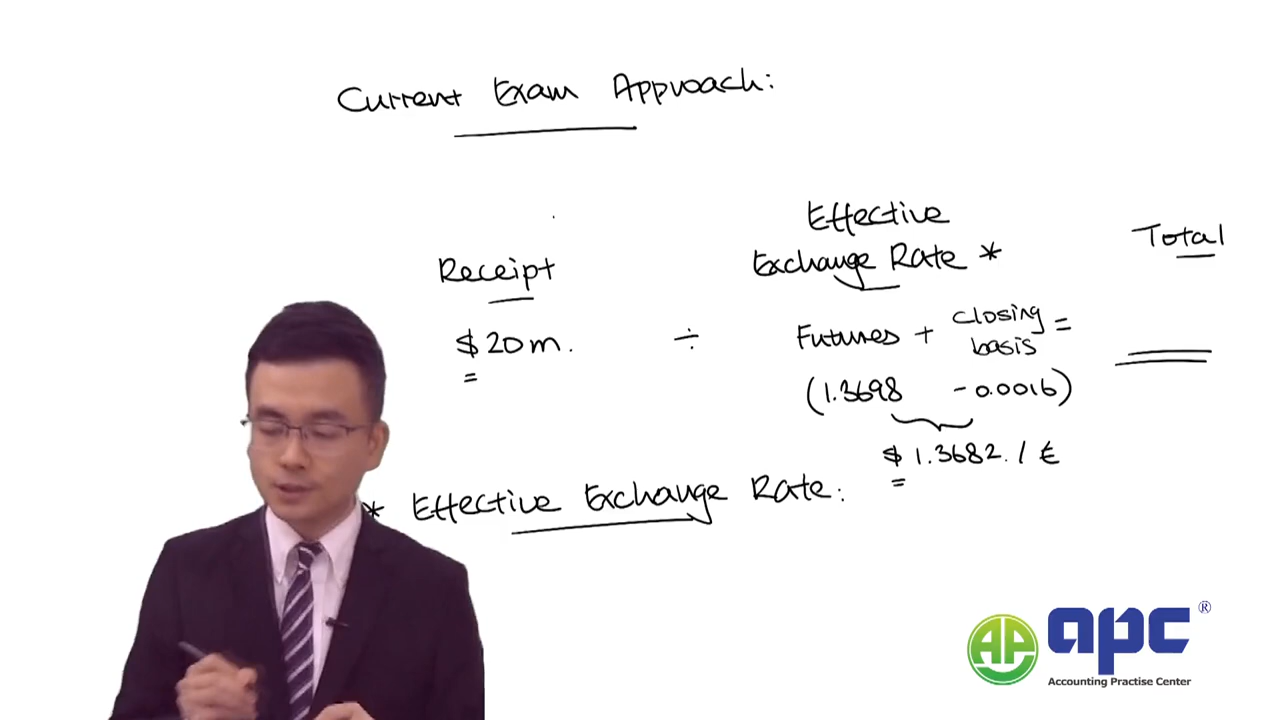 Current Exam Approach:
Effective
Exchange Rate *
Total
Receipt
$ 20m. ÷ Futures + closing basis =
(1.3698 - 0.0016)
$ 1.3682. / €
* Effective Exchange Rate:
AP apc ®
Accounting Practise Center